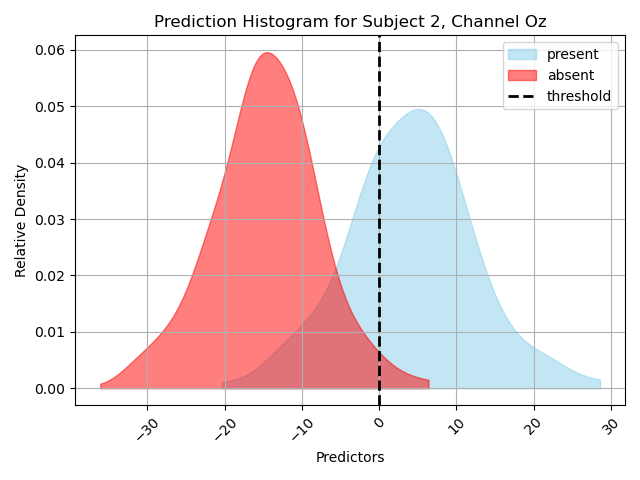 Prediction Histogram for Subject 2, Channel Oz
present
absent
threshold
0.06
0.05
0.04
0.03
0.02
0.01
0.00
Relative Density
−30
−20
−10
0
10
20
30
Predictors